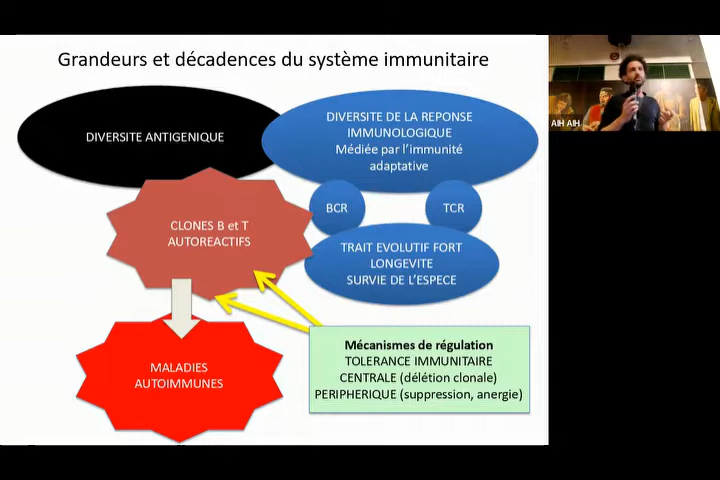 Grandeurs et décadences du système immunitaire
DIVERSITE ANTIGENIQUE
DIVERSITE DE LA REPONSE
IMMUNOLOGIQUE
Médiée par l'immunité
adaptative
BCR
TCR
CLONES B et T
AUTOREACTIFS
TRAIT EVOLUTIF FORT
LONGEVITE
SURVIE DE L'ESPECE
Mécanismes de régulation
TOLERANCE IMMUNITAIRE
CENTRALE (délétion clonale)
PERIPHERIQUE (suppression, anergie)
MALADIES
AUTOIMMUNES
AIH AIH